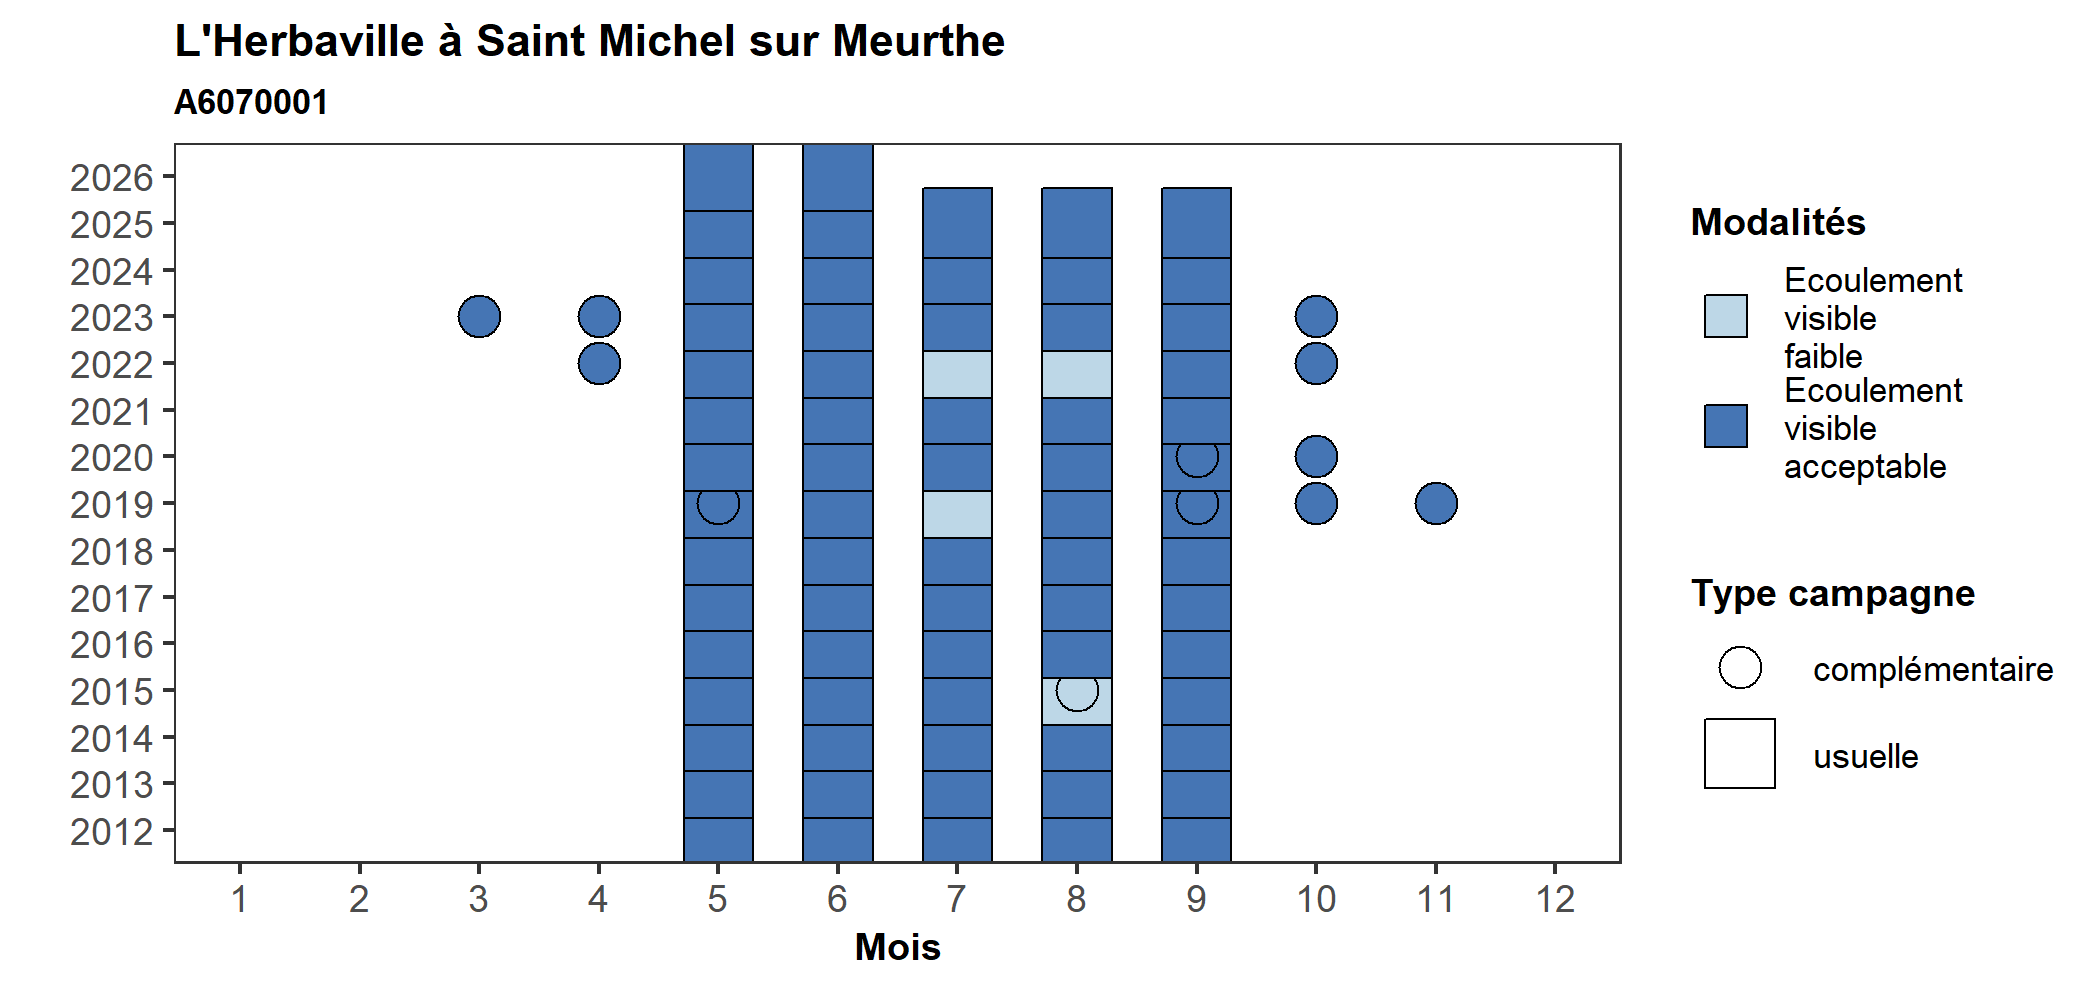 L'Herbaville à Saint Michel sur Meurthe
A6070001
2026
2025
2024
2023
2022
2021
2020
2019
2018
2017
2016
2015
2014
2013
2012
1 2 3 4 5 6 7 8 9 10 11 12
Mois
Modalités
Ecoulement
visible
faible
Ecoulement
visible
acceptable
Type campagne
complémentaire
usuelle